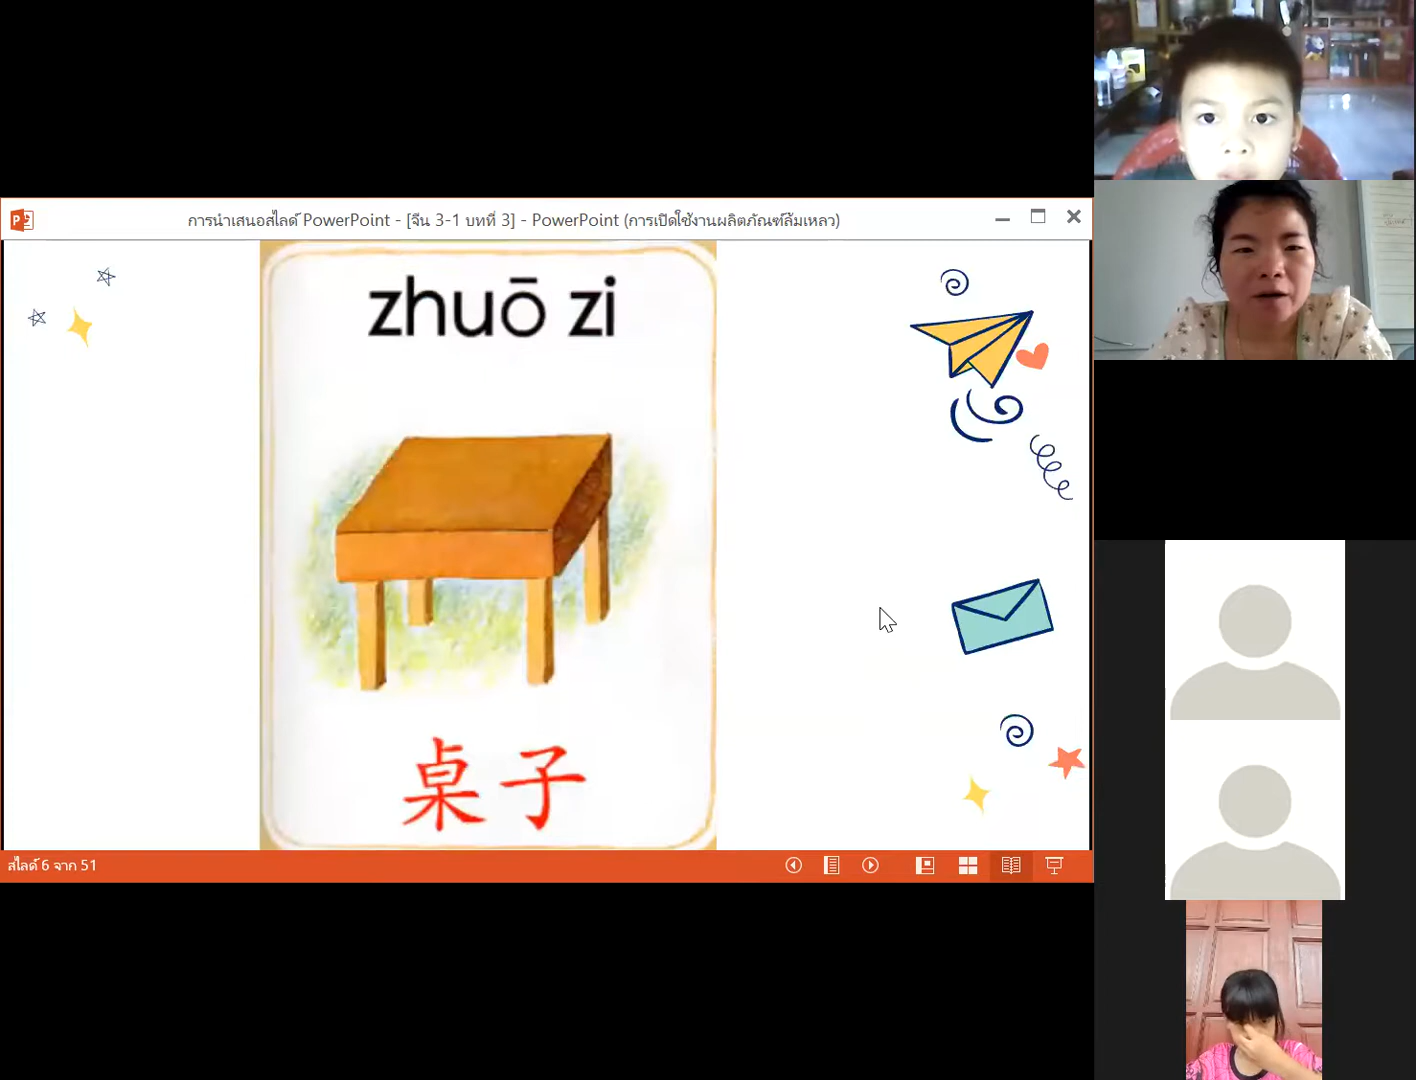 การนำเสนอสไลด์ PowerPoint - [จีน 3-1 บทที่ 3] - PowerPoint (การเปิดใช้งานผลิตภัณฑ์ล้มเหลว)
zhuō zi
桌子
สไลด์ 6 จาก 51